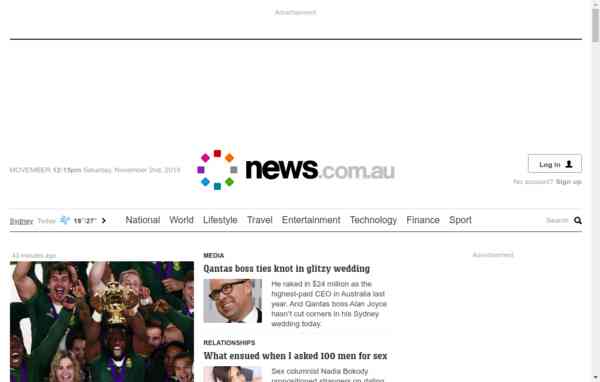 Advertisement
MOVEMBER 12:15pm Saturday, November 2nd, 2019
news.com.au
Log in
No account? Sign up
Sydney Today 18° 27° National World Lifestyle Travel Entertainment Technology Finance Sport Search
43 minutes ago
MEDIA
Qantas boss ties knot in glitzy wedding
He raked in $24 million as the
highest-paid CEO in Australia last
year. And Qantas boss Alan Joyce
hasn't cut corners in his Sydney
wedding today.
Advertisement
RELATIONSHIPS
What ensued when I asked 100 men for sex
Sex columnist Nadia Bokody
propositioned strangers on dating